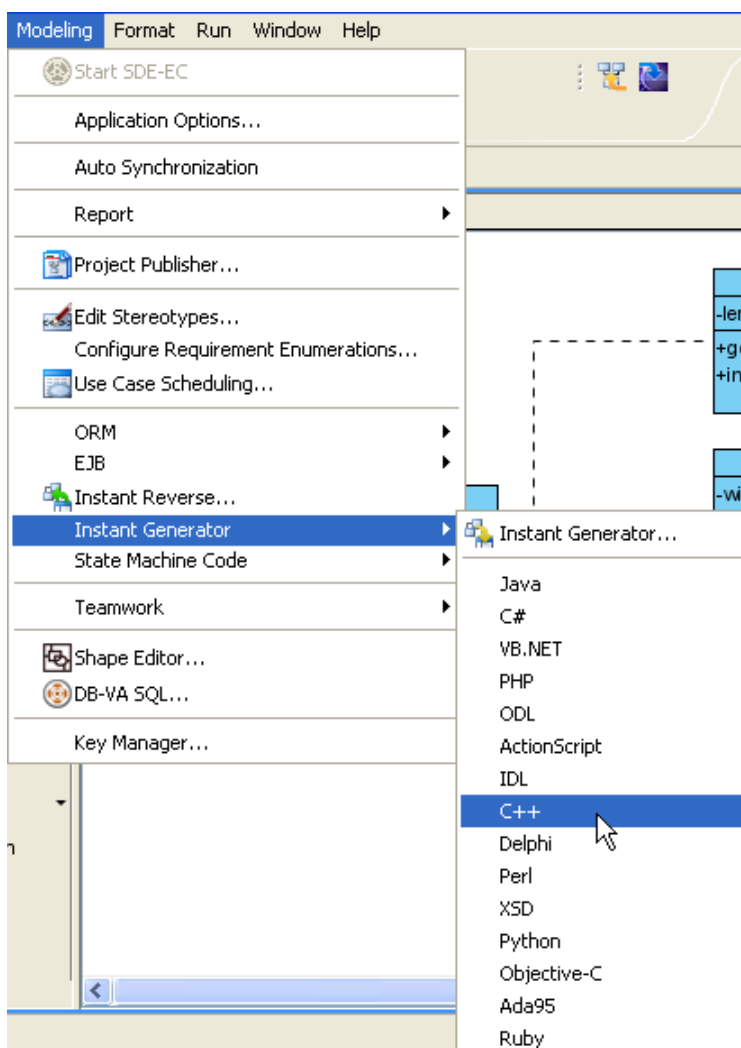 Modeling Format Run Window Help
Start SDE-EC
Application Options...
Auto Synchronization
Report
Project Publisher...
Edit Stereotypes...
Configure Requirement Enumerations...
Use Case Scheduling...
ORM
EJB
Instant Reverse...
Instant Generator
State Machine Code
Teamwork
Shape Editor...
DB-VA SQL...
Key Manager...
Instant Generator...
Java
C#
VB.NET
PHP
ODL
ActionScript
IDL
C++
Delphi
Perl
XSD
Python
Objective-C
Ada95
Ruby